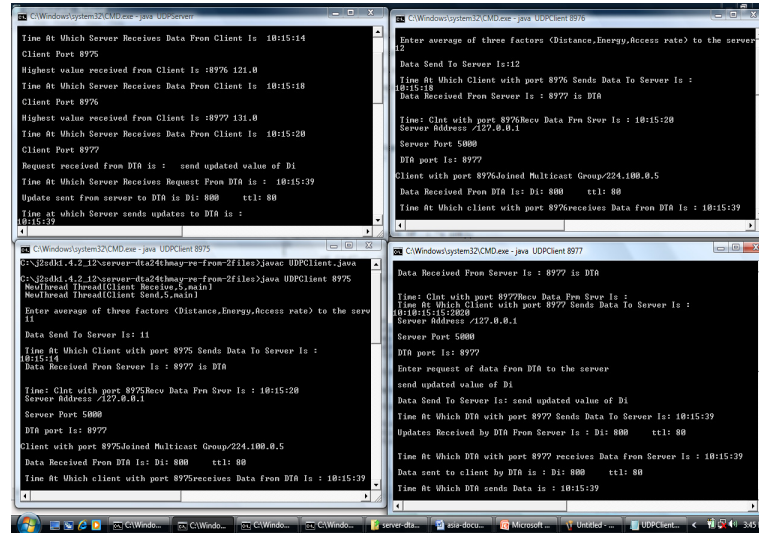 C:\Windows\system32\CMD.exe - java UDPServerr
Time At Which Server Receives Data From Client Is 10:15:14
Client Port 8975
Highest value received from Client Is :8976 121.0
Time At Which Server Receives Data From Client Is 10:15:18
Client Port 8976
Highest value received from Client Is :8977 131.0
Time At Which Server Receives Data From Client Is 10:15:20
Client Port 8977
Request received from DTA is : send updated value of Di
Time At Which Server Receives Request From DTA is : 10:15:39
Update sent from server to DTA is Di: 800 ttl: 80
Time at which Server sends updates to DTA is :
10:15:39
C:\Windows\system32\CMD.exe - java UDPClient 8976
Enter average of three factors (Distance,Energy,Access rate) to the server
12
Data Send To Server Is:12
Time At Which Client with port 8976 Sends Data To Server Is :
10:15:18
Data Received From Server Is : 8977 is DTA
Time: Clnt with port 8976Recv Data Frm Srvr Is : 10:15:20
Server Address /127.0.0.1
Server Port 5000
DTA port Is: 8977
Client with port 8976Joined Multicast Group/224.100.0.5
Data Received From DTA Is: Di: 800 ttl: 80
Time At Which client with port 8976receives Data from DTA Is : 10:15:39
C:\Windows\system32\CMD.exe - java UDPClient 8975
C:\j2sdk1.4.2_12\server-dta24thmay-re-from-2files>javac UDPClient.java
C:\j2sdk1.4.2_12\server-dta24thmay-re-from-2files>java UDPClient 8975
NewThread Thread[Client Receive,5,main]
NewThread Thread[Client Send,5,main]
Enter average of three factors (Distance,Energy,Access rate) to the serv
11
Data Send To Server Is: 11
Time At Which Client with port 8975 Sends Data To Server Is :
10:15:14
Data Received From Server Is : 8977 is DTA
Time: Clnt with port 8975Recv Data Frm Srvr Is : 10:15:20
Server Address /127.0.0.1
Server Port 5000
DTA port Is: 8977
Client with port 8975Joined Multicast Group/224.100.0.5
Data Received From DTA Is: Di: 800 ttl: 80
Time At Which client with port 8975receives Data from DTA Is : 10:15:39
C:\Windows\system32\CMD.exe - java UDPClient 8977
Data Received From Server Is : 8977 is DTA
Time: Clnt with port 8977Recv Data Frm Srvr Is :
Time At Which Client with port 8977 Sends Data To Server Is :
10:10:15:15:2020
Server Address /127.0.0.1
Server Port 5000
DTA port Is: 8977
Enter request of data from DTA to the server
send updated value of Di
Data Send To Server Is: send updated value of Di
Time At Which DTA with port 8977 Sends Data To Server Is: 10:15:39
Updates Received by DTA From Server Is : Di: 800 ttl: 80
Time At Which DTA with port 8977 receives Data from Server Is : 10:15:39
Data sent to client by DTA is : Di: 800 ttl: 80
Time At Which DTA sends Data is : 10:15:39
C:\Windo... C:\Windo... C:\Windo... C:\Windo... server-dta... asia-docu... Microsoft ... Untitled - ... UDPClient... 3:45